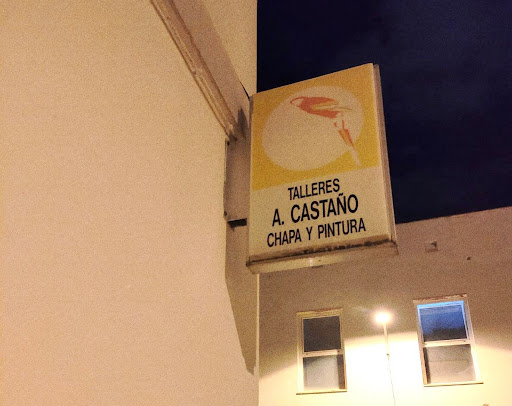 TALLERES
A. CASTAÑO
CHAPA Y PINTURA